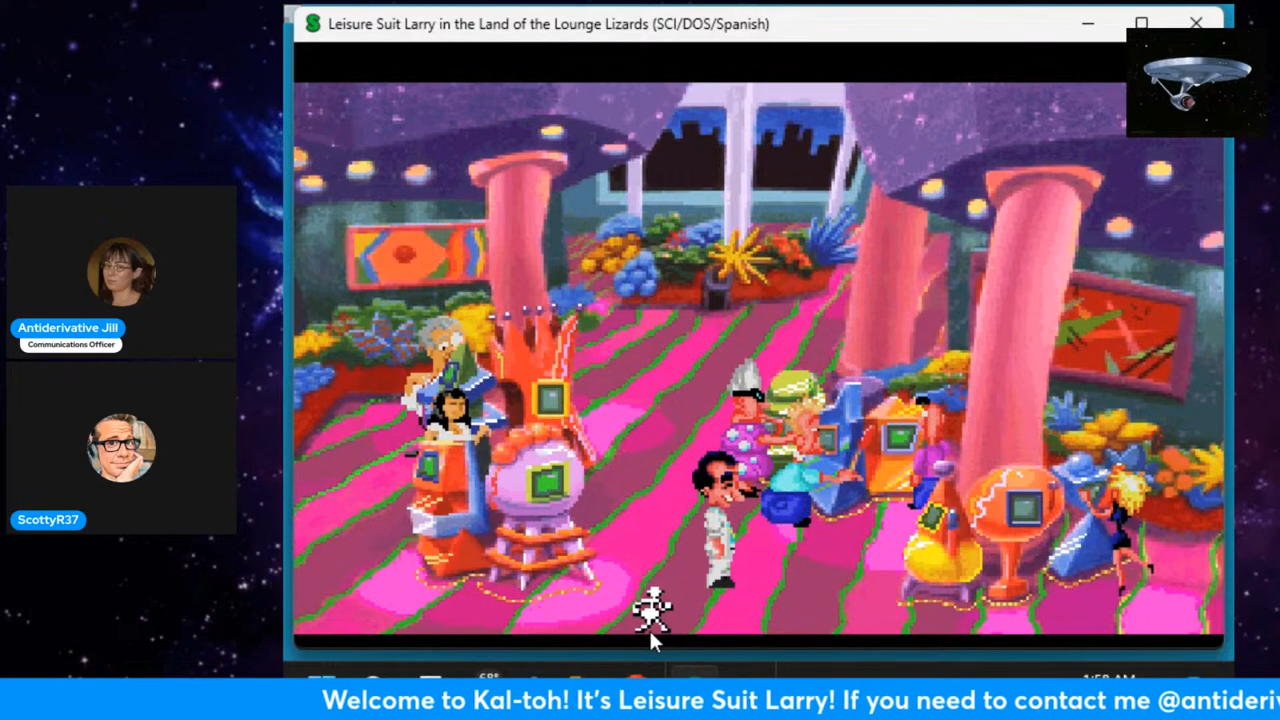 Leisure Suit Larry in the Land of the Lounge Lizards (SCI/DOS/Spanish)
Antiderivative Jill
Communications Officer
ScottyR37
Welcome to Kal-toh! It's Leisure Suit Larry! If you need to contact me @antideriv